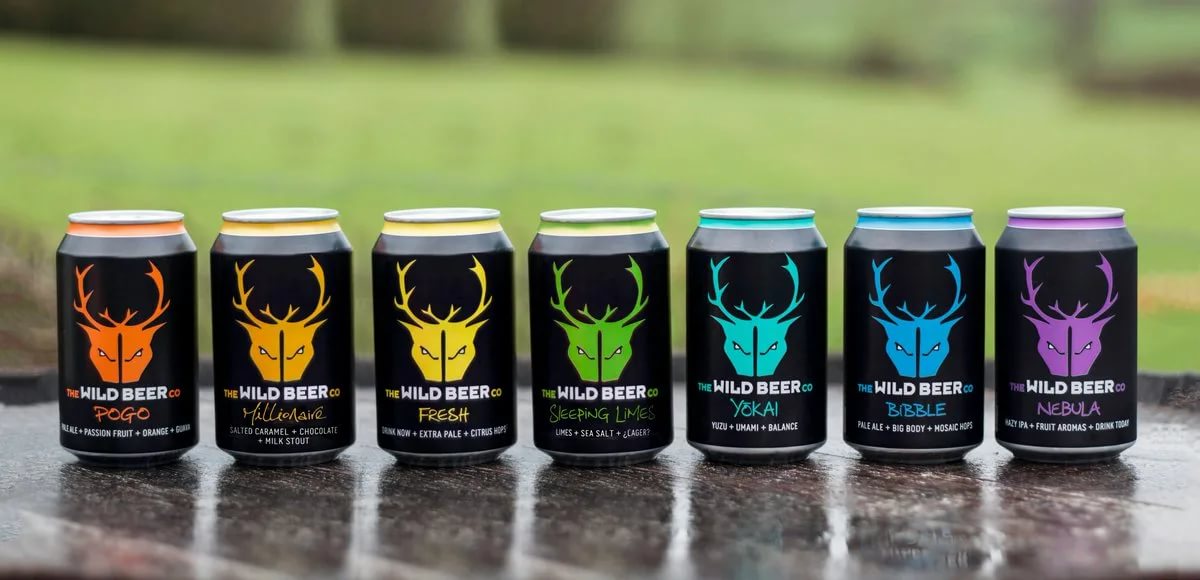 THE WILD BEER CO
POGO
PALE ALE + PASSION FRUIT + ORANGE + GUAVA
THE WILD BEER CO
Millionaire
SALTED CARAMEL + CHOCOLATE
+ MILK STOUT
THE WILD BEER CO
FRESH
DRINK NOW + EXTRA PALE + CITRUS HOPS
THE WILD BEER CO
SLEEPING LIMES
LIMES + SEA SALT + ¿LAGER?
THE WILD BEER CO
YŌKAI
YUZU + UMAMI + BALANCE
THE WILD BEER CO
BIBBLE
PALE ALE + BIG BODY + MOSAIC HOPS
THE WILD BEER CO
NEBULA
HAZY IPA + FRUIT AROMAS + DRINK TODAY